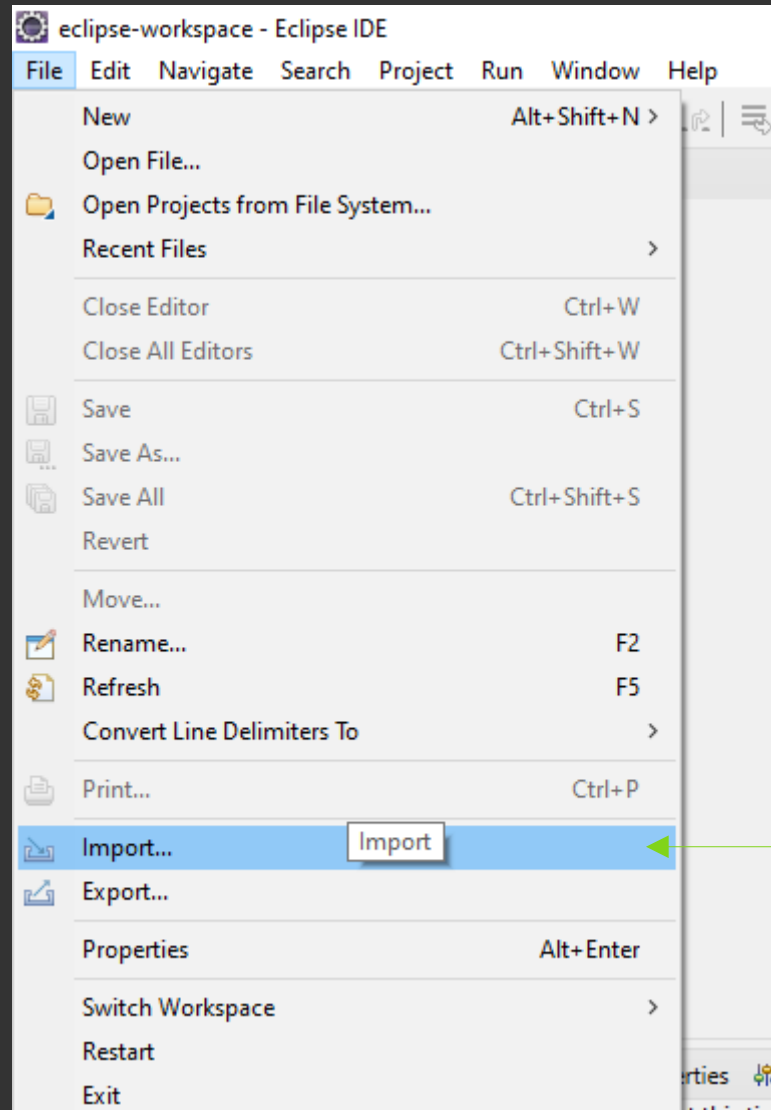 eclipse-workspace - Eclipse IDE
File Edit Navigate Search Project Run Window Help
New Alt+Shift+N >
Open File...
Open Projects from File System...
Recent Files >
Close Editor Ctrl+W
Close All Editors Ctrl+Shift+W
Save Ctrl+S
Save As...
Save All Ctrl+Shift+S
Revert
Move...
Rename... F2
Refresh F5
Convert Line Delimiters To >
Print... Ctrl+P
Import... Import
Export...
Properties Alt+Enter
Switch Workspace >
Restart
erties
Exit